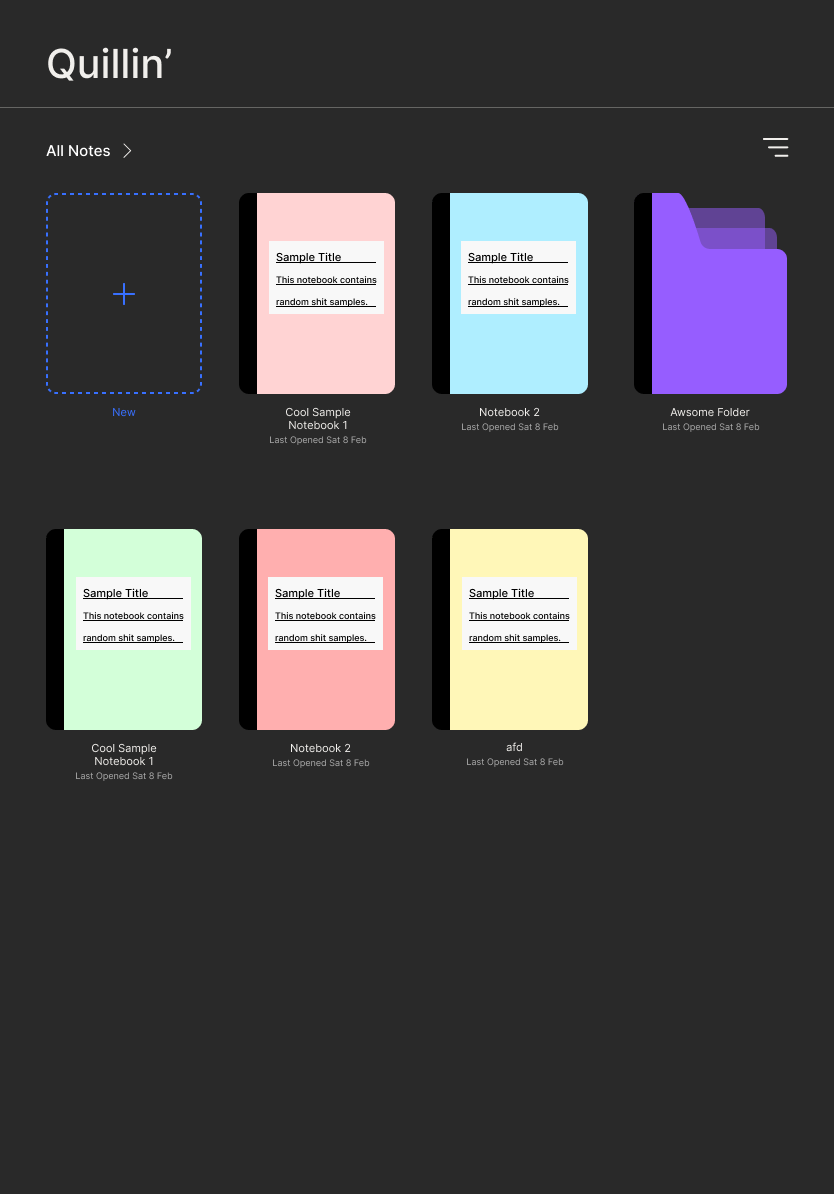 Quillin’
All Notes
Sample Title
This notebook contains
random shit samples.
Sample Title
This notebook contains
random shit samples.
New
Cool Sample
Notebook 1
Last Opened Sat 8 Feb
Notebook 2
Last Opened Sat 8 Feb
Awsome Folder
Last Opened Sat 8 Feb
Sample Title
This notebook contains
random shit samples.
Sample Title
This notebook contains
random shit samples.
Sample Title
This notebook contains
random shit samples.
Cool Sample
Notebook 1
Last Opened Sat 8 Feb
Notebook 2
Last Opened Sat 8 Feb
afd
Last Opened Sat 8 Feb